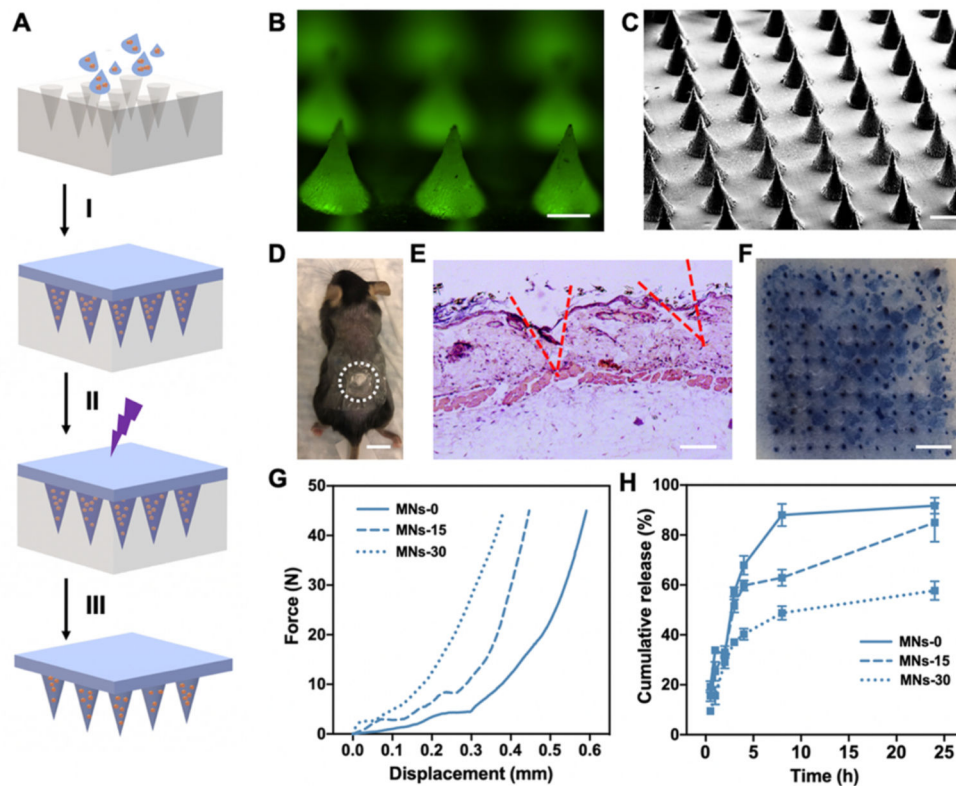 A
I
II
III
B
C
D
E
F
G
50
40
30
20
10
0
Force (N)
MNs-0
MNs-15
MNs-30
0.0 0.1 0.2 0.3 0.4 0.5 0.6
Displacement (mm)
H
100
80
60
40
20
0
Cumulative release (%)
MNs-0
MNs-15
MNs-30
0 5 10 15 20 25
Time (h)